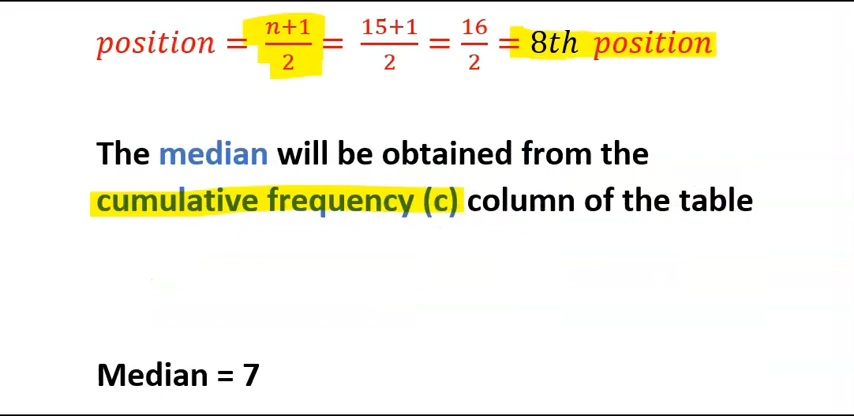 position = n+1/2 = 15+1/2 = 16/2 = 8th position
The median will be obtained from the
cumulative frequency (c) column of the table
Median = 7